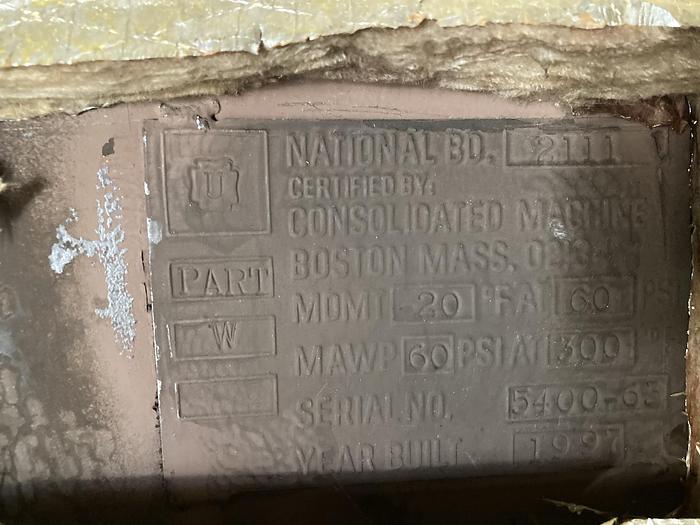 U
NATIONAL BD. 2111
CERTIFIED BY:
CONSOLIDATED MACHINE
BOSTON MASS.
PART
MDMT -20 °F AT 60 PSI
W
MAWP 60 PSI AT 300 °F
SERIAL NO. 5400-63
YEAR BUILT 1997